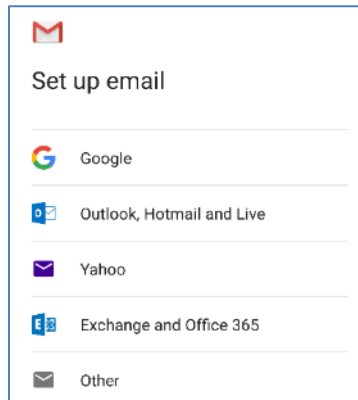 Set up email
Google
Outlook, Hotmail and Live
Yahoo
Exchange and Office 365
Other